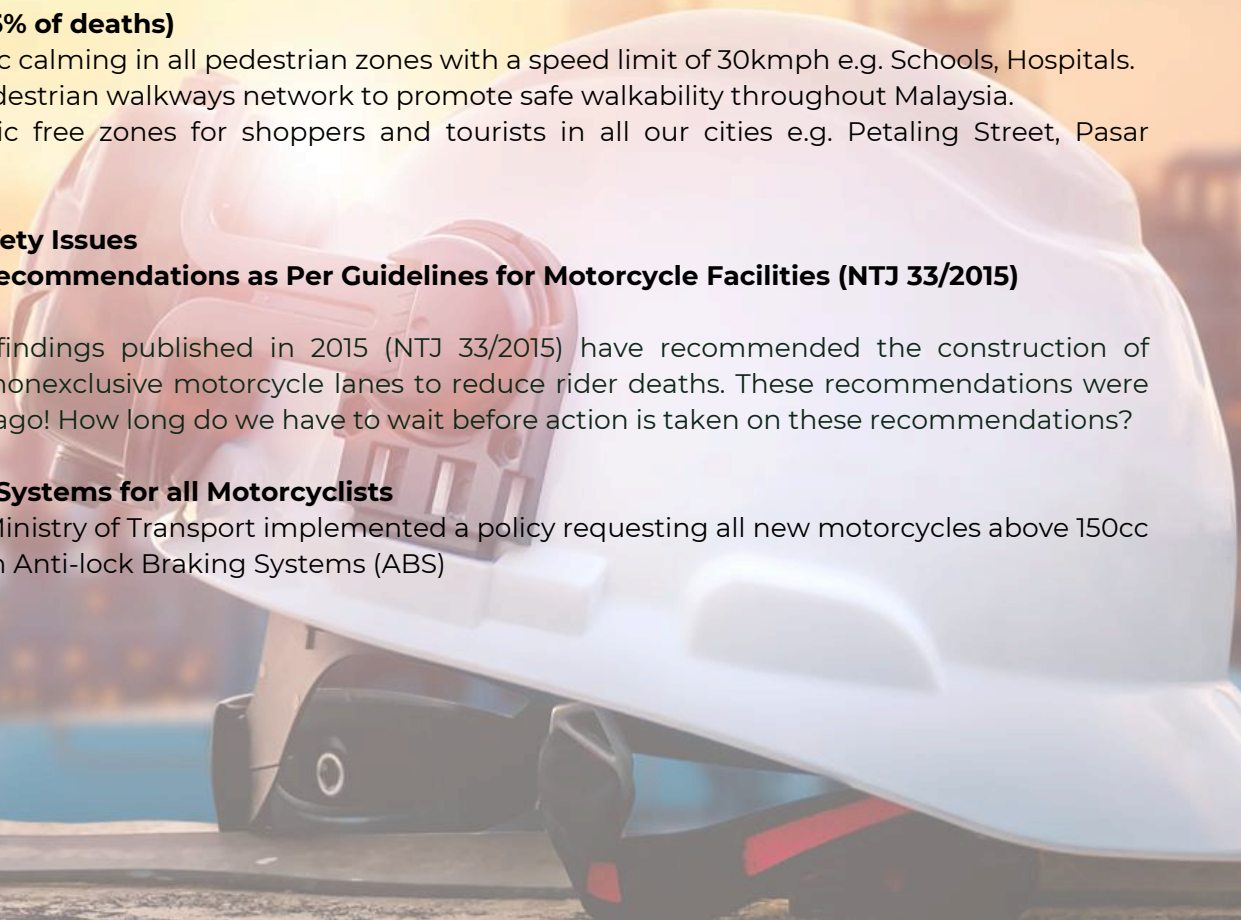 % of deaths)
calming in all pedestrian zones with a speed limit of 30kmph e.g. Schools, Hospitals.
destrian walkways network to promote safe walkability throughout Malaysia.
ic free zones for shoppers and tourists in all our cities e.g. Petaling Street, Pasar
ety Issues
ecommendations as Per Guidelines for Motorcycle Facilities (NTJ 33/2015)
findings published in 2015 (NTJ 33/2015) have recommended the construction of
nonexclusive motorcycle lanes to reduce rider deaths. These recommendations were
ago! How long do we have to wait before action is taken on these recommendations?
Systems for all Motorcyclists
Ministry of Transport implemented a policy requesting all new motorcycles above 150cc
Anti-lock Braking Systems (ABS)